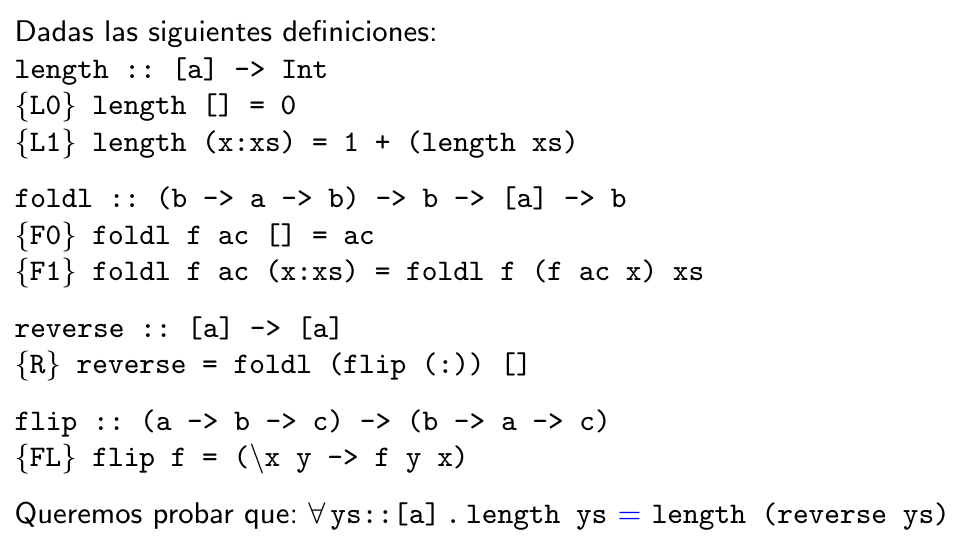 Dadas las siguientes definiciones:
length :: [a] -> Int
{L0} length [] = 0
{L1} length (x:xs) = 1 + (length xs)
foldl :: (b -> a -> b) -> b -> [a] -> b
{F0} foldl f ac [] = ac
{F1} foldl f ac (x:xs) = foldl f (f ac x) xs
reverse :: [a] -> [a]
{R} reverse = foldl (flip (:)) []
flip :: (a -> b -> c) -> (b -> a -> c)
{FL} flip f = (\x y -> f y x)
Queremos probar que: ∀ ys::[a] . length ys = length (reverse ys)